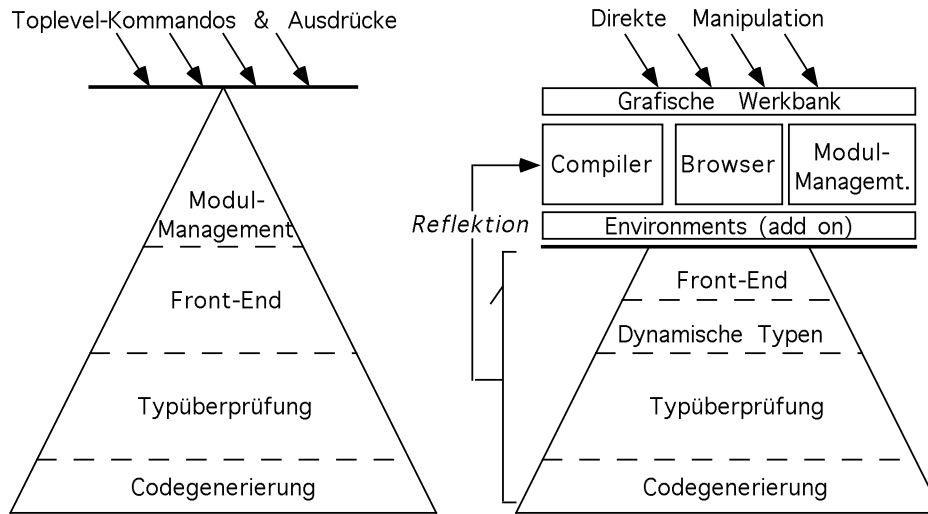 Toplevel-Kommandos & Ausdrücke
Modul-
Management
Front-End
Typüberprüfung
Codegenerierung
Direkte Manipulation
Grafische Werkbank
Compiler
Browser
Modul-
Managemt.
Reflektion
Environments (add on)
Front-End
Dynamische Typen
Typüberprüfung
Codegenerierung